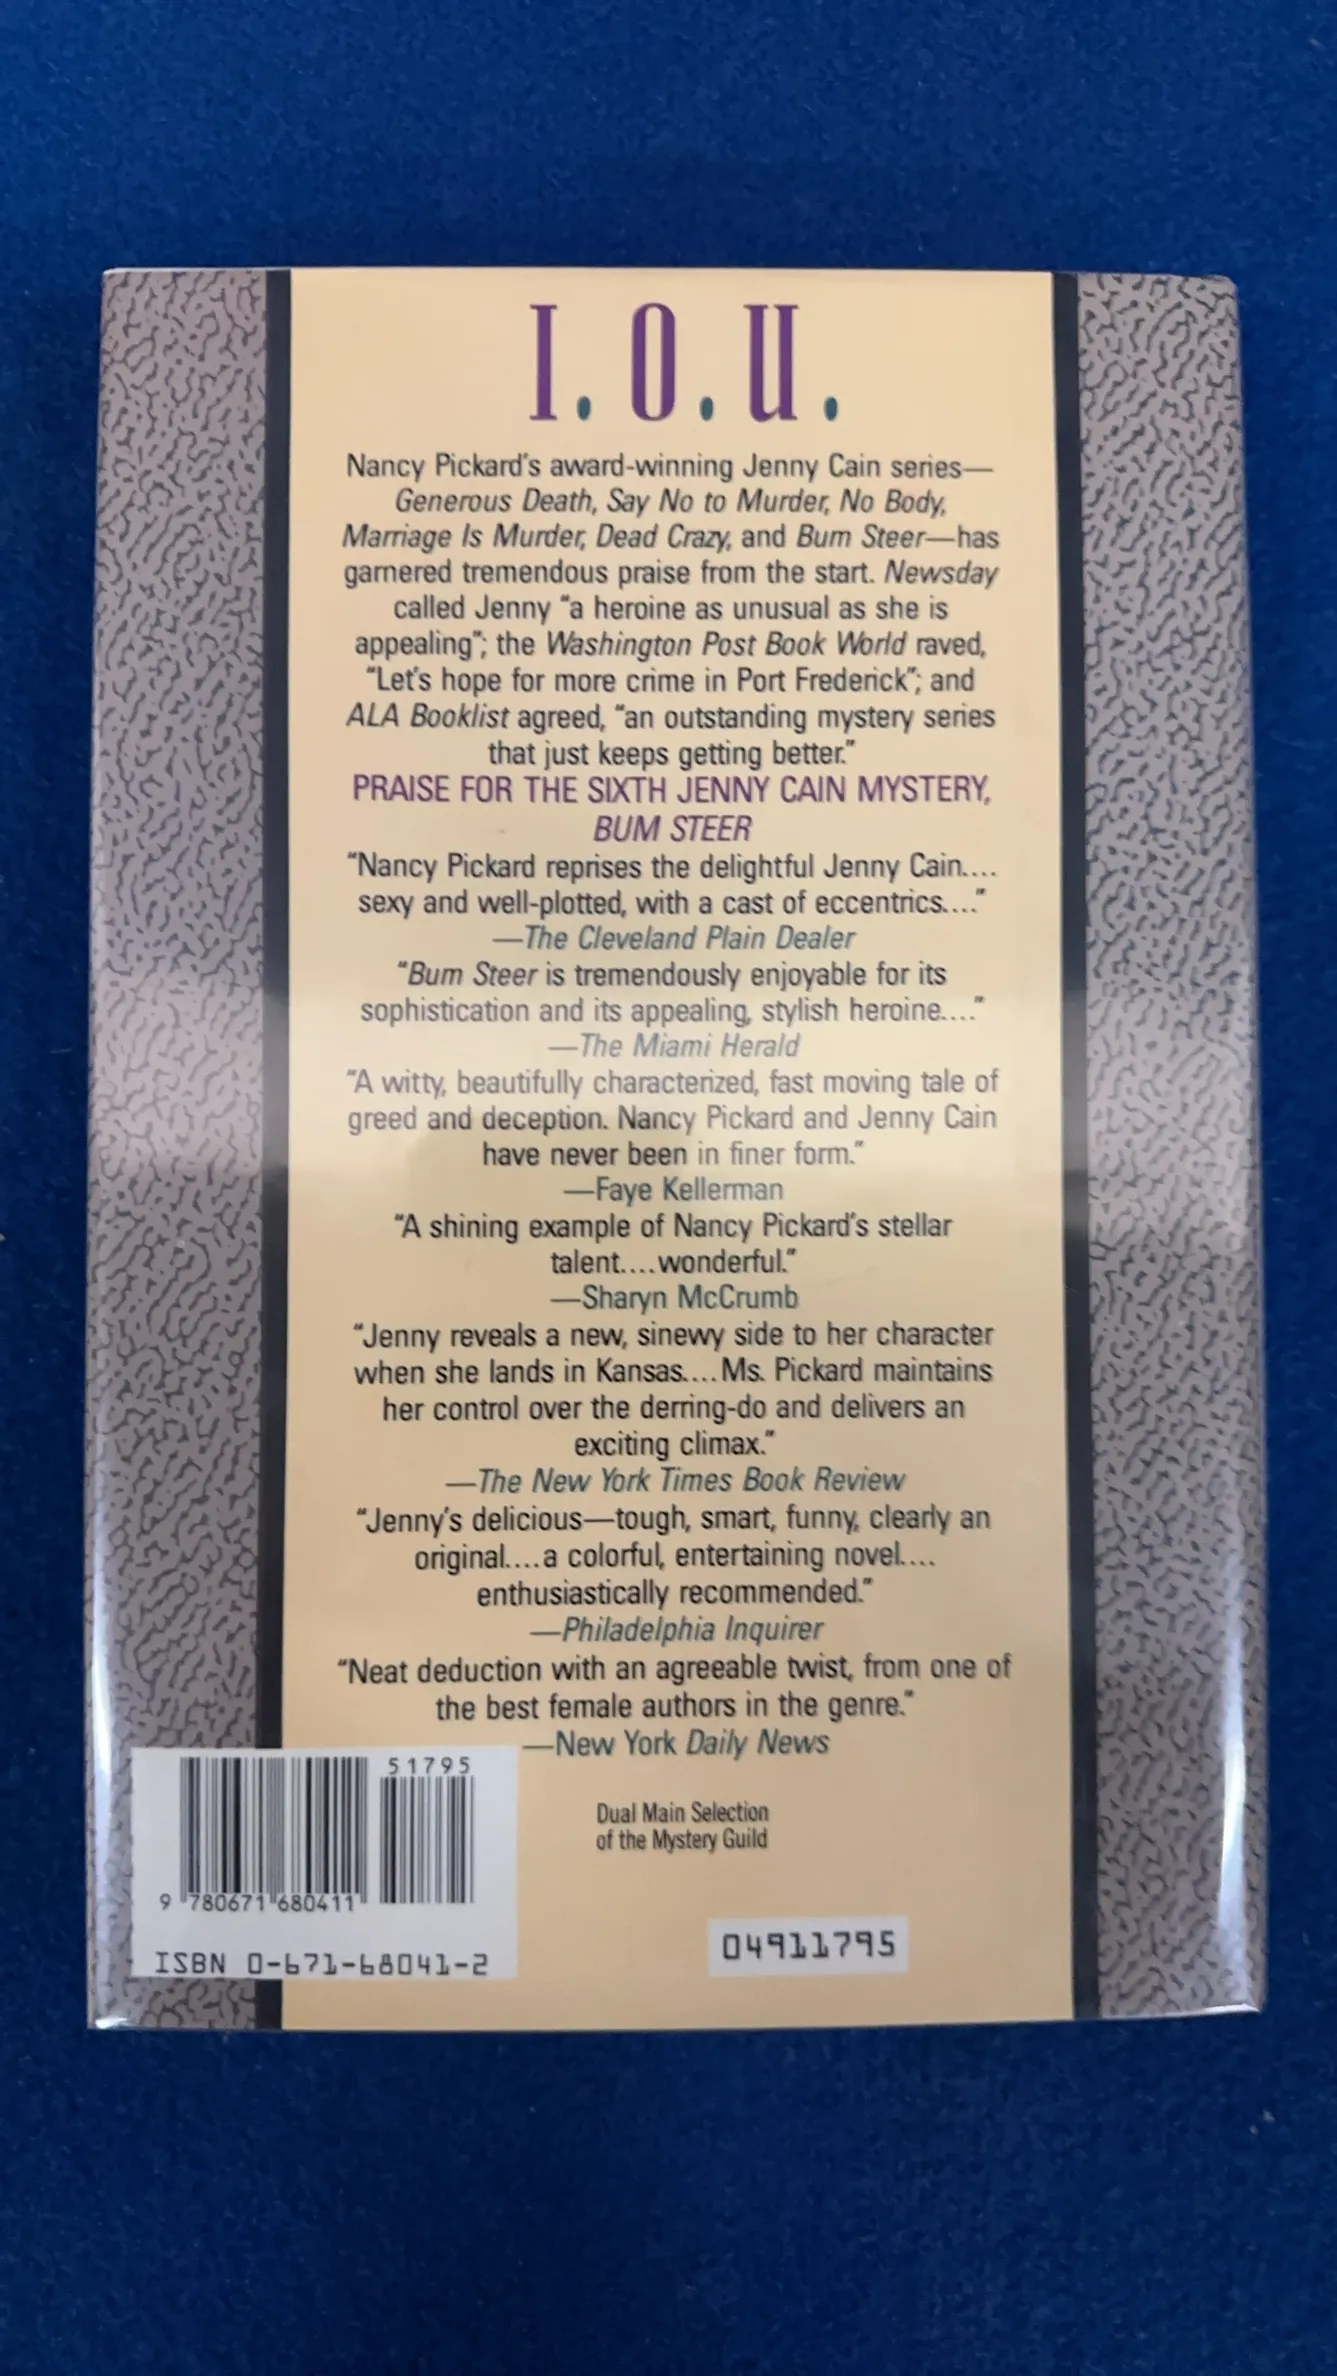 I.O.U.
Nancy Pickard's award-winning Jenny Cain series—
Generous Death, Say No to Murder, No Body,
Marriage Is Murder, Dead Crazy, and Bum Steer—has
garnered tremendous praise from the start. Newsday
called Jenny "a heroine as unusual as she is
appealing"; the Washington Post Book World raved,
"Let's hope for more crime in Port Frederick"; and
ALA Booklist agreed, "an outstanding mystery series
that just keeps getting better."
PRAISE FOR THE SIXTH JENNY CAIN MYSTERY,
BUM STEER
"Nancy Pickard reprises the delightful Jenny Cain....
sexy and well-plotted, with a cast of eccentrics...."
—The Cleveland Plain Dealer
"Bum Steer is tremendously enjoyable for its
sophistication and its appealing, stylish heroine...."
—The Miami Herald
"A witty, beautifully characterized, fast moving tale of
greed and deception. Nancy Pickard and Jenny Cain
have never been in finer form."
—Faye Kellerman
"A shining example of Nancy Pickard's stellar
talent....wonderful."
—Sharyn McCrumb
"Jenny reveals a new, sinewy side to her character
when she lands in Kansas....Ms. Pickard maintains
her control over the derring-do and delivers an
exciting climax."
—The New York Times Book Review
"Jenny's delicious—tough, smart, funny, clearly an
original....a colorful, entertaining novel....
enthusiastically recommended."
—Philadelphia Inquirer
"Neat deduction with an agreeable twist, from one of
the best female authors in the genre."
—New York Daily News
51795
9 780671 680411
ISBN 0-671-68041-2
Dual Main Selection
of the Mystery Guild
04911795